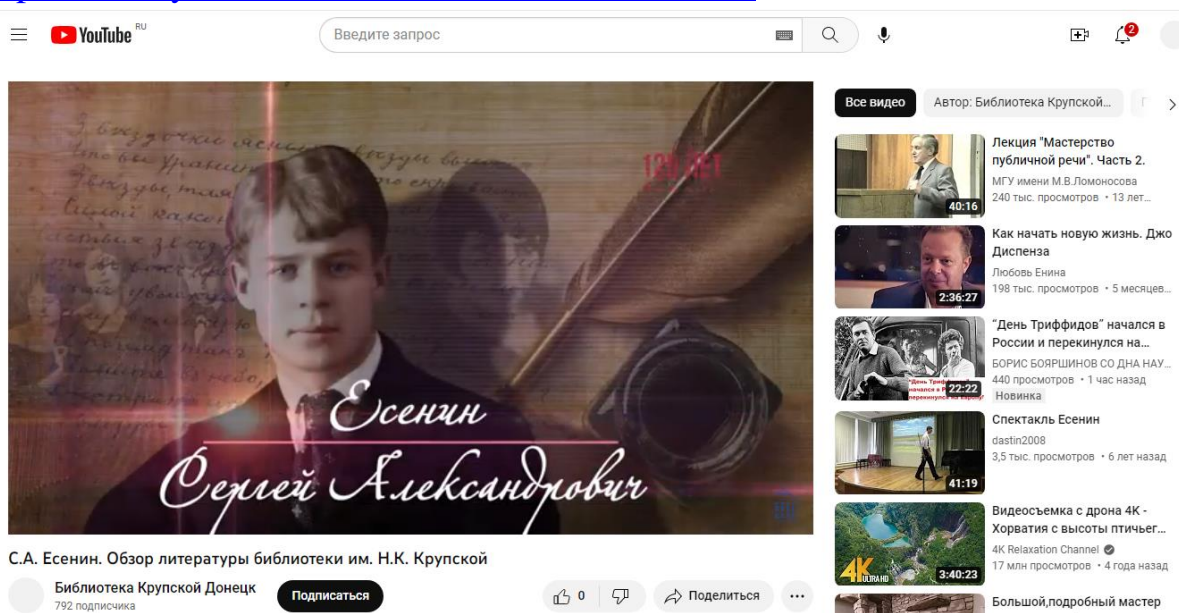 YouTube RU
Введите запрос
2
125 ЛЕТ
Есенин
Сергей Александрович
С.А. Есенин. Обзор литературы библиотеки им. Н.К. Крупской
Библиотека Крупской Донецк
792 подписчика
Подписаться
0
Поделиться
Все видео
Автор: Библиотека Крупской...
40:16
Лекция "Мастерство
публичной речи". Часть 2.
МГУ имени М.В.Ломоносова
240 тыс. просмотров • 13 лет...
2:36:27
Как начать новую жизнь. Джо
Диспенза
Любовь Енина
198 тыс. просмотров • 5 месяцев...
22:22
“День Триффидов” начался в
России и перекинулся на...
БОРИС БОЯРШИНОВ СО ДНА НАУ...
440 просмотров • 1 час назад
Новинка
41:19
Спектакль Есенин
dastin2008
3,5 тыс. просмотров • 6 лет назад
4K ULTRA HD
3:40:23
Видеосъемка с дрона 4K -
Хорватия с высоты птичьег...
4K Relaxation Channel
17 млн просмотров • 4 года назад
Большой,подробный мастер